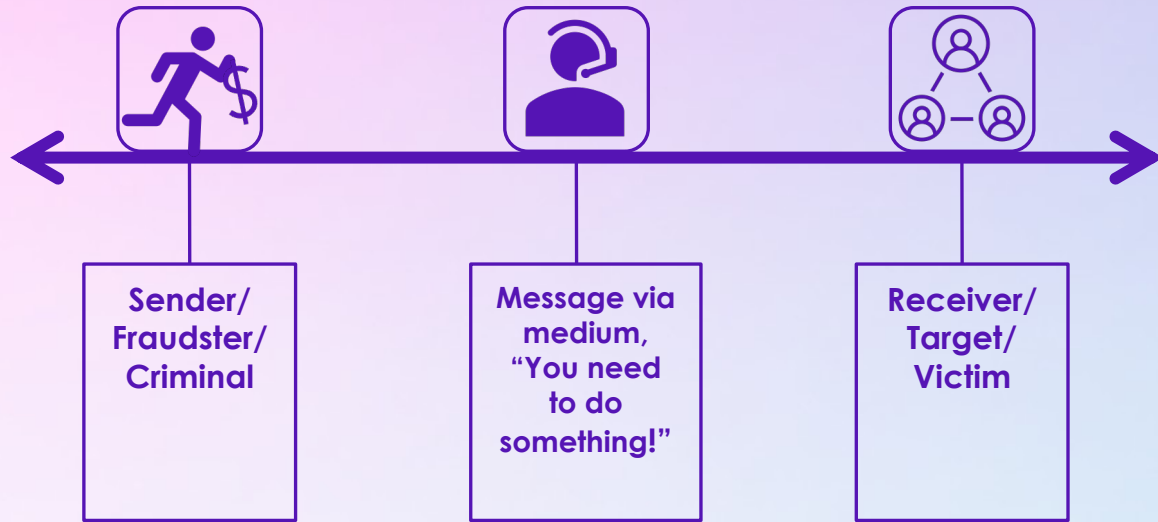 Sender/
Fraudster/
Criminal
Message via
medium,
“You need
to do
something!”
Receiver/
Target/
Victim